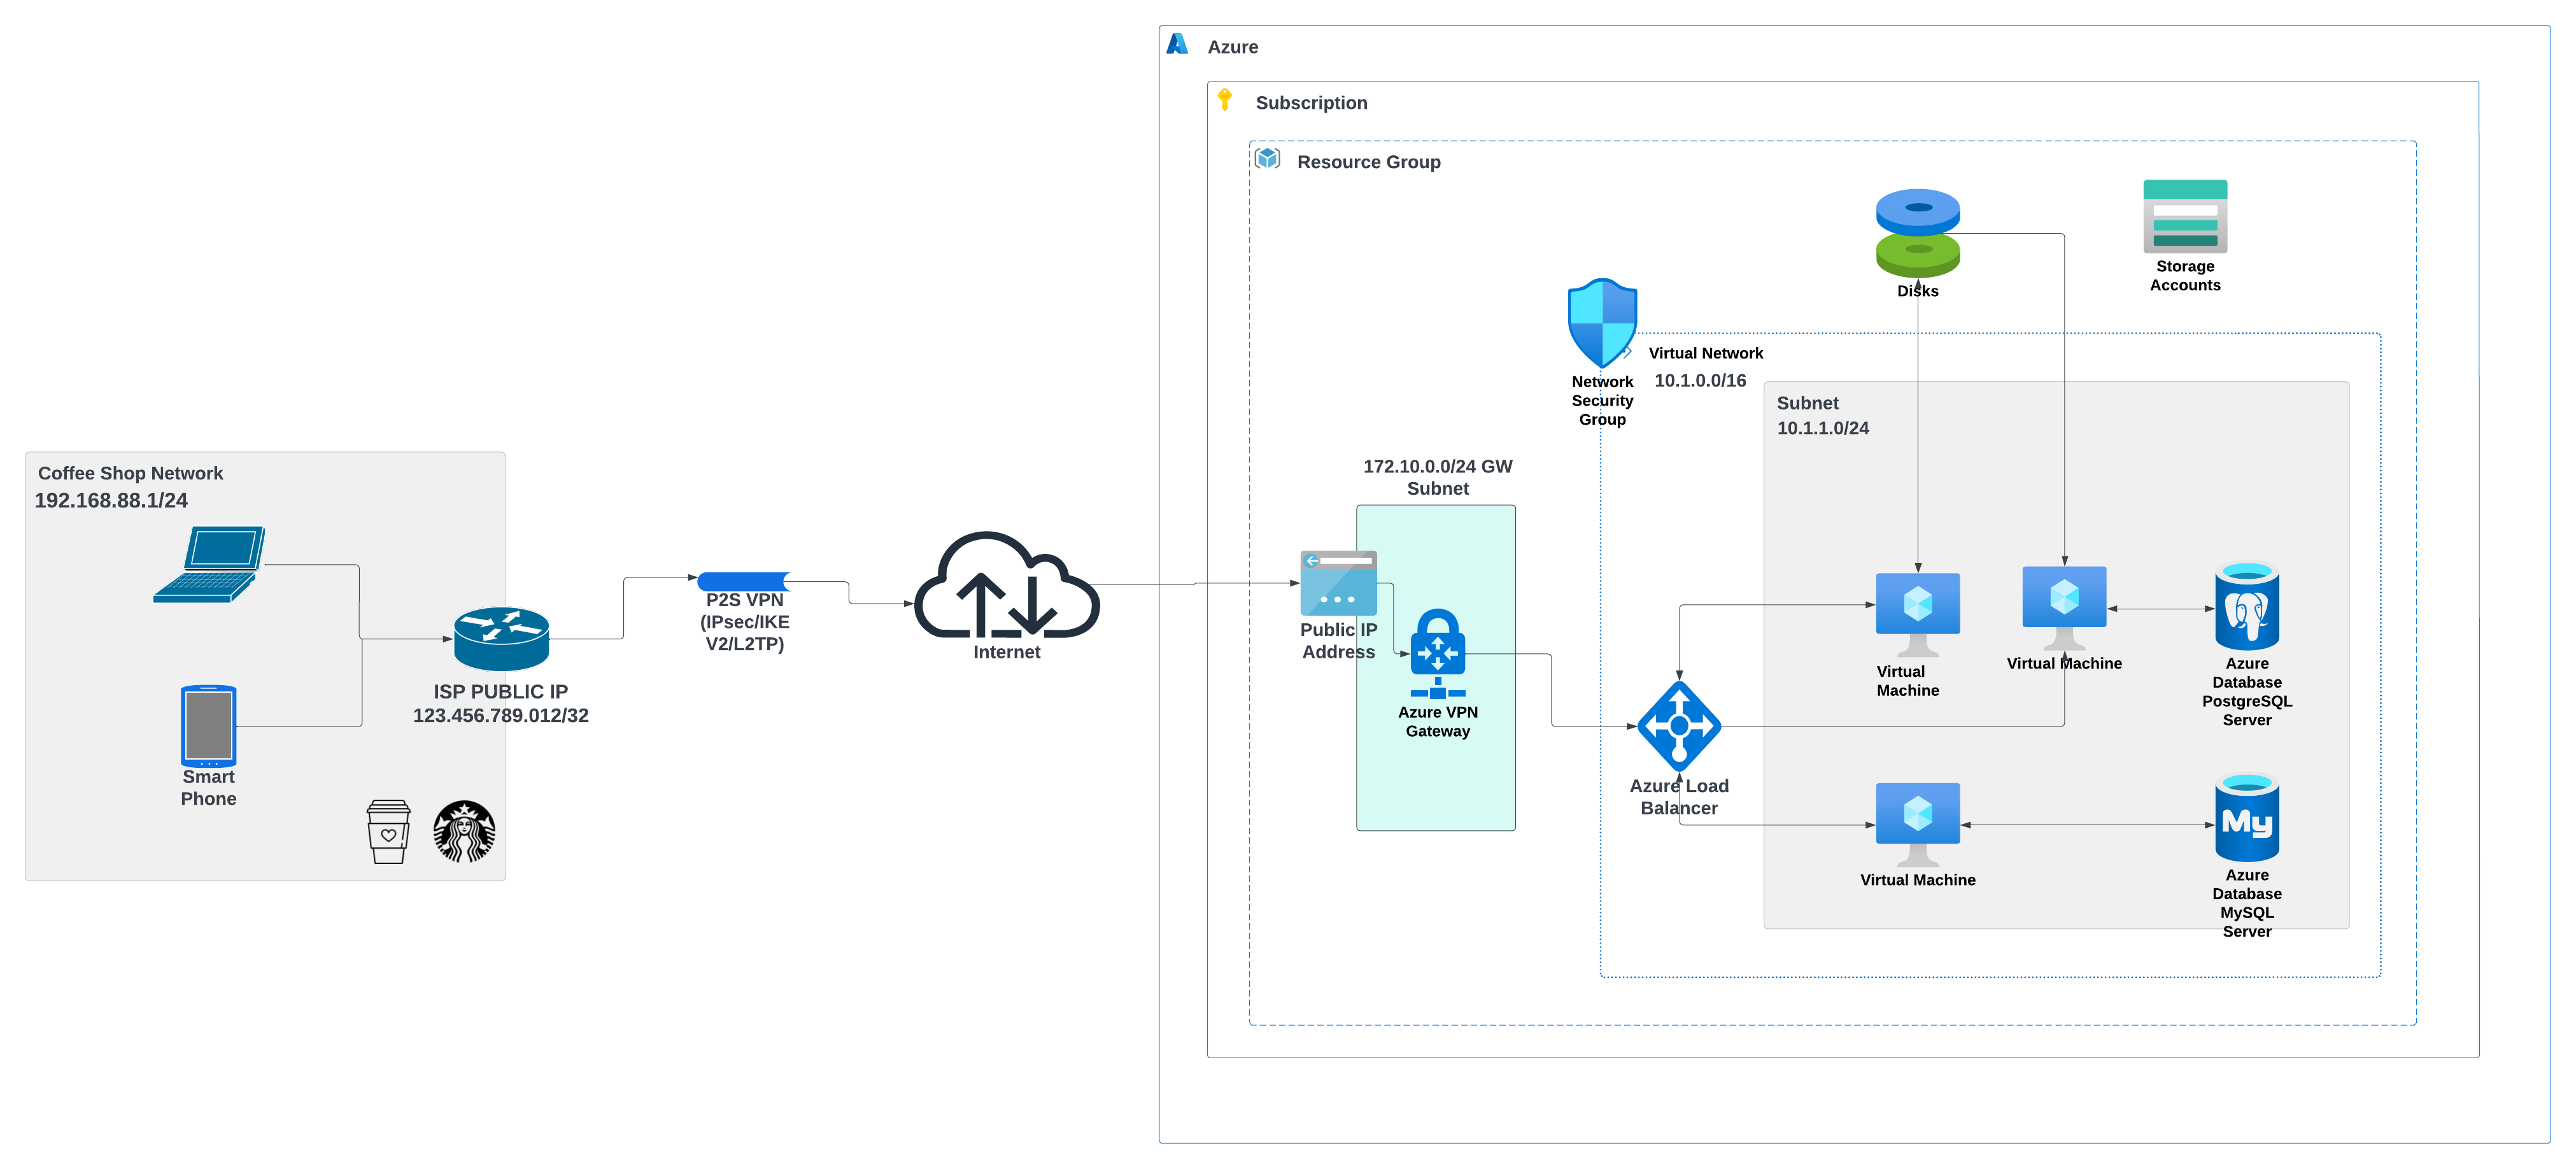 Azure
Subscription
Resource Group
Disks
Storage
Accounts
Network
Security
Group
Virtual Network
10.1.0.0/16
Subnet
10.1.1.0/24
Coffee Shop Network
192.168.88.1/24
Smart
Phone
ISP PUBLIC IP
123.456.789.012/32
P2S VPN
(IPsec/IKE
V2/L2TP)
Internet
172.10.0.0/24 GW
Subnet
Public IP
Address
Azure VPN
Gateway
Azure Load
Balancer
Virtual
Machine
Virtual Machine
Azure
Database
PostgreSQL
Server
Virtual Machine
My
Azure
Database
MySQL
Server